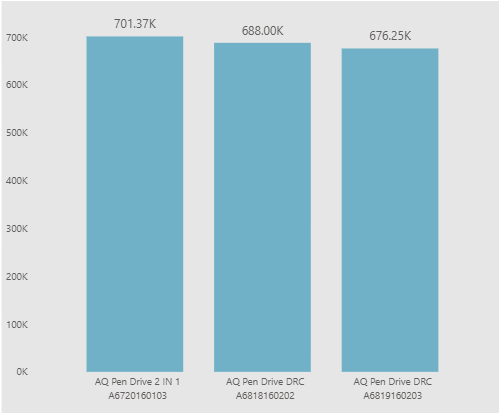 701.37K
688.00K
676.25K
700K
600K
500K
400K
300K
200K
100K
0K
AQ Pen Drive 2 IN 1
A6720160103
AQ Pen Drive DRC
A6818160202
AQ Pen Drive DRC
A6819160203